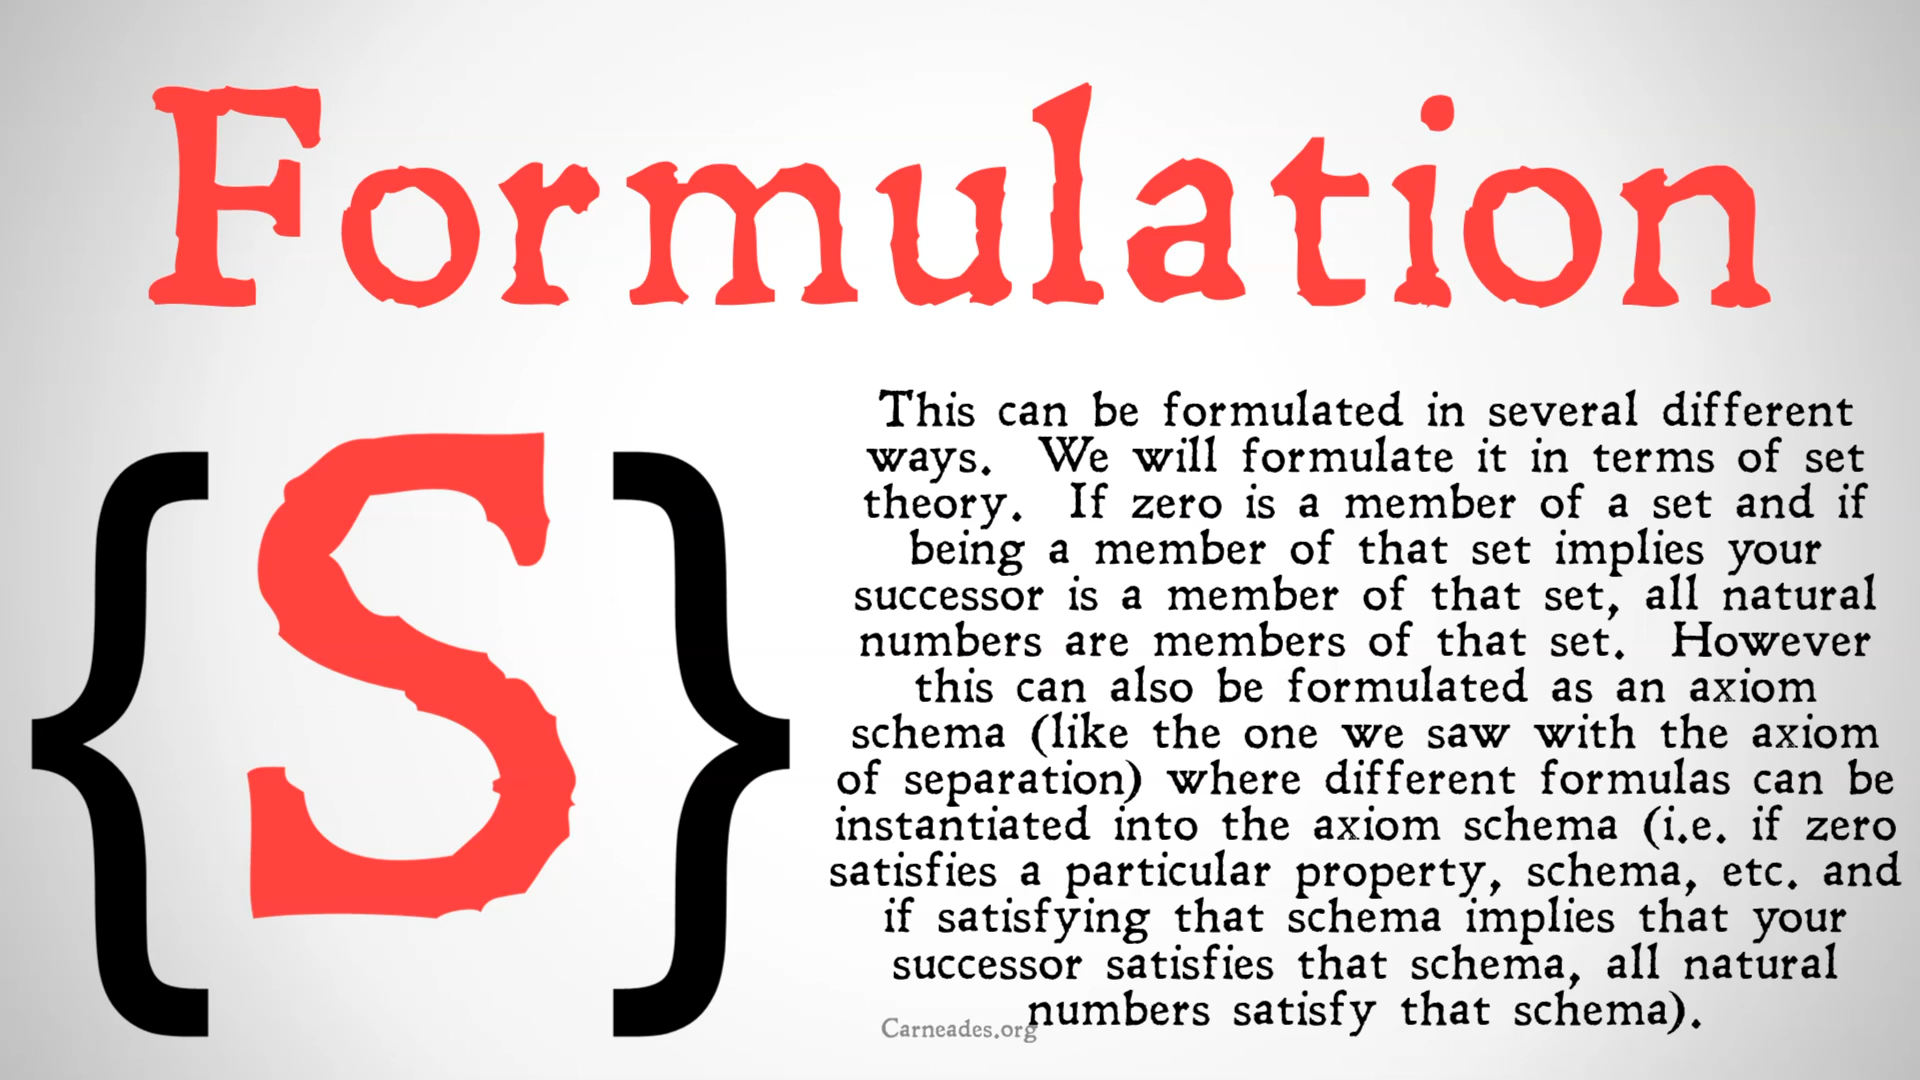 Formulation
{S}
This can be formulated in several different
ways. We will formulate it in terms of set
theory. If zero is a member of a set and if
being a member of that set implies your
successor is a member of that set, all natural
numbers are members of that set. However
this can also be formulated as an axiom
schema (like the one we saw with the axiom
of separation) where different formulas can be
instantiated into the axiom schema (i.e. if zero
satisfies a particular property, schema, etc. and
if satisfying that schema implies that your
successor satisfies that schema, all natural
numbers satisfy that schema).
Carneades.org